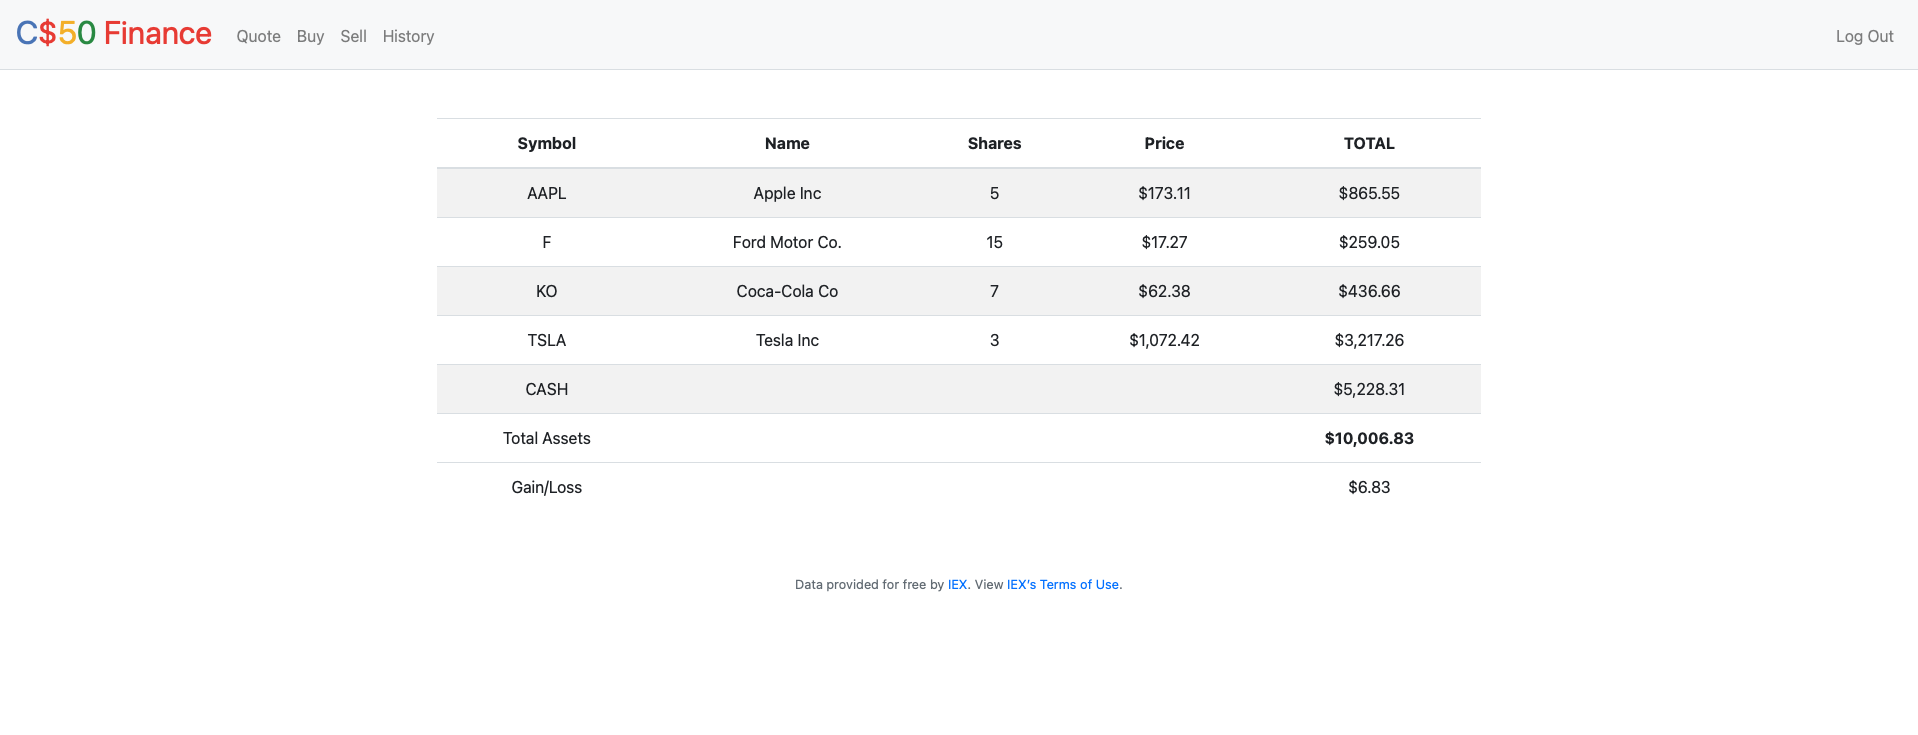 C$50 Finance Quote Buy Sell History Log Out
Symbol Name Shares Price TOTAL
AAPL Apple Inc 5 $173.11 $865.55
F Ford Motor Co. 15 $17.27 $259.05
KO Coca-Cola Co 7 $62.38 $436.66
TSLA Tesla Inc 3 $1,072.42 $3,217.26
CASH $5,228.31
Total Assets $10,006.83
Gain/Loss $6.83
Data provided for free by IEX. View IEX's Terms of Use.